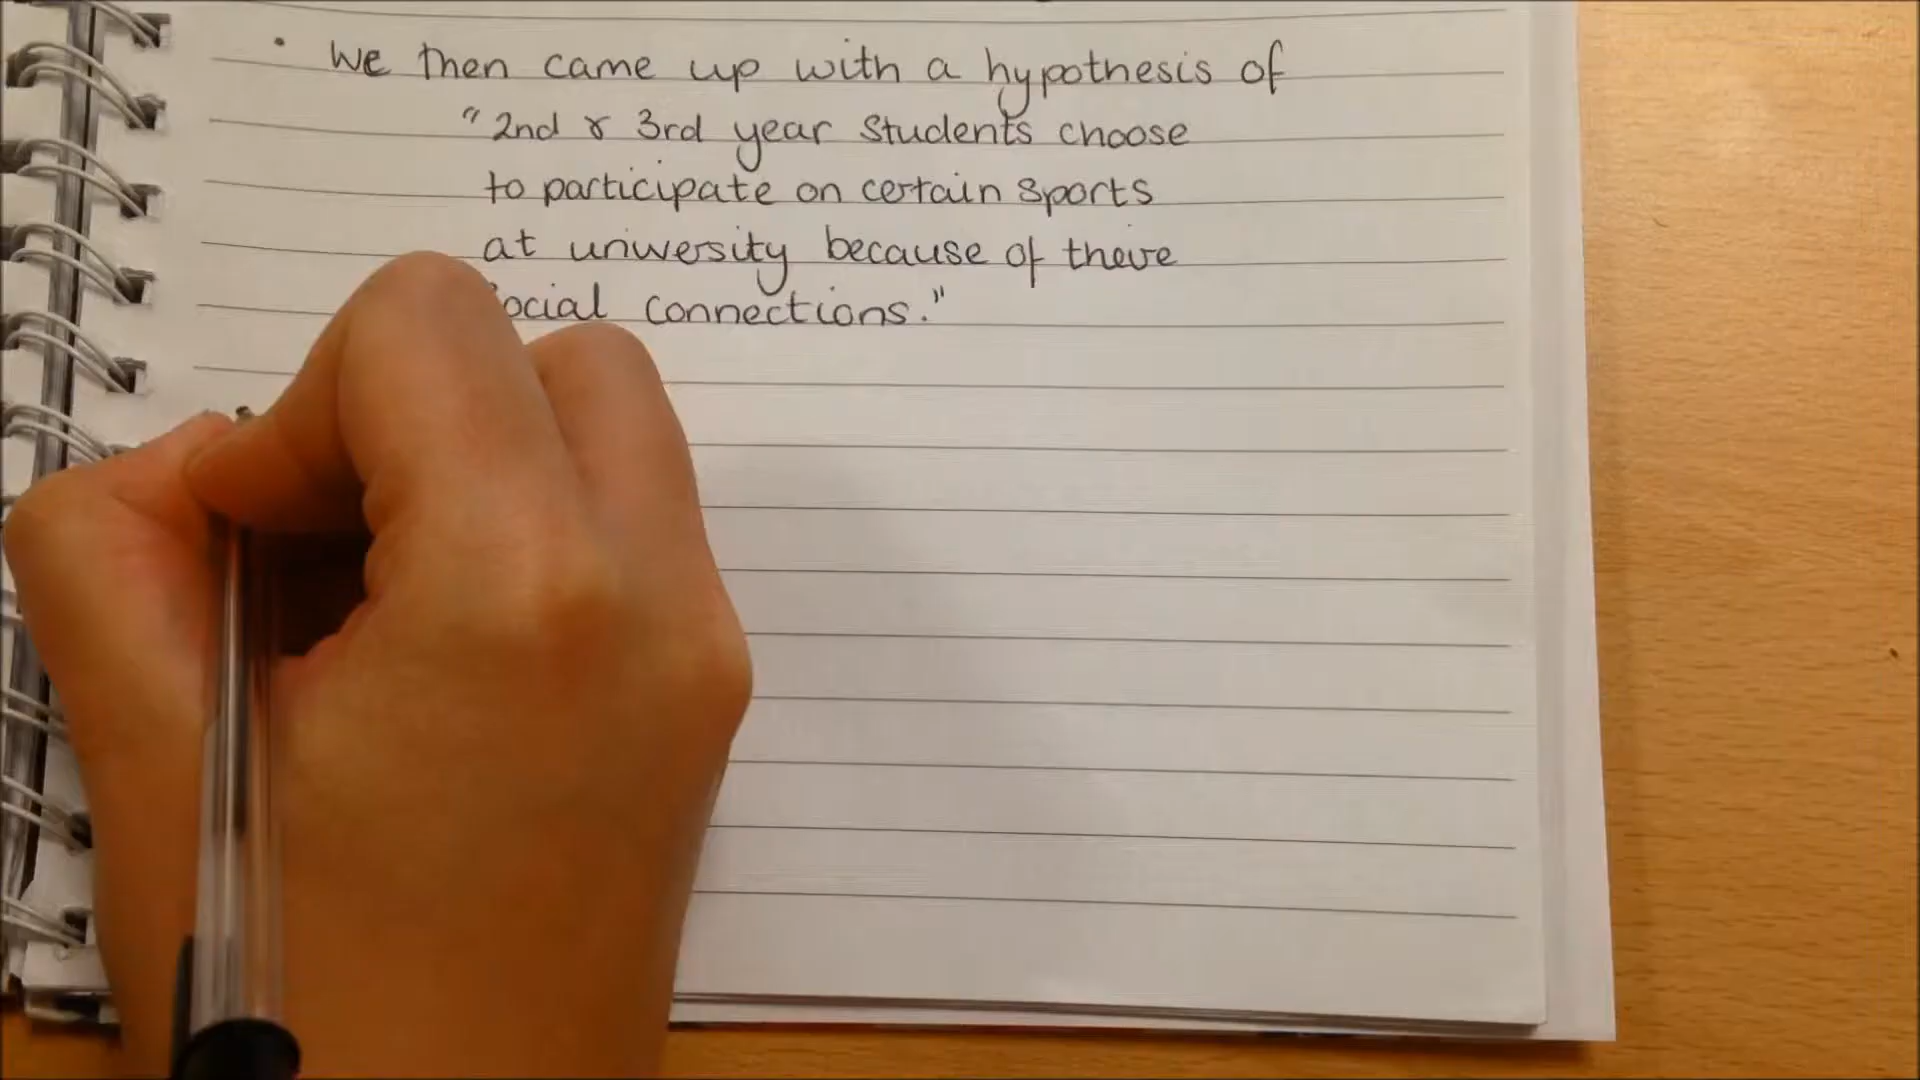 • We then came up with a hypothesis of
"2nd & 3rd year students choose
to participate on certain sports
at university because of there
social connections."